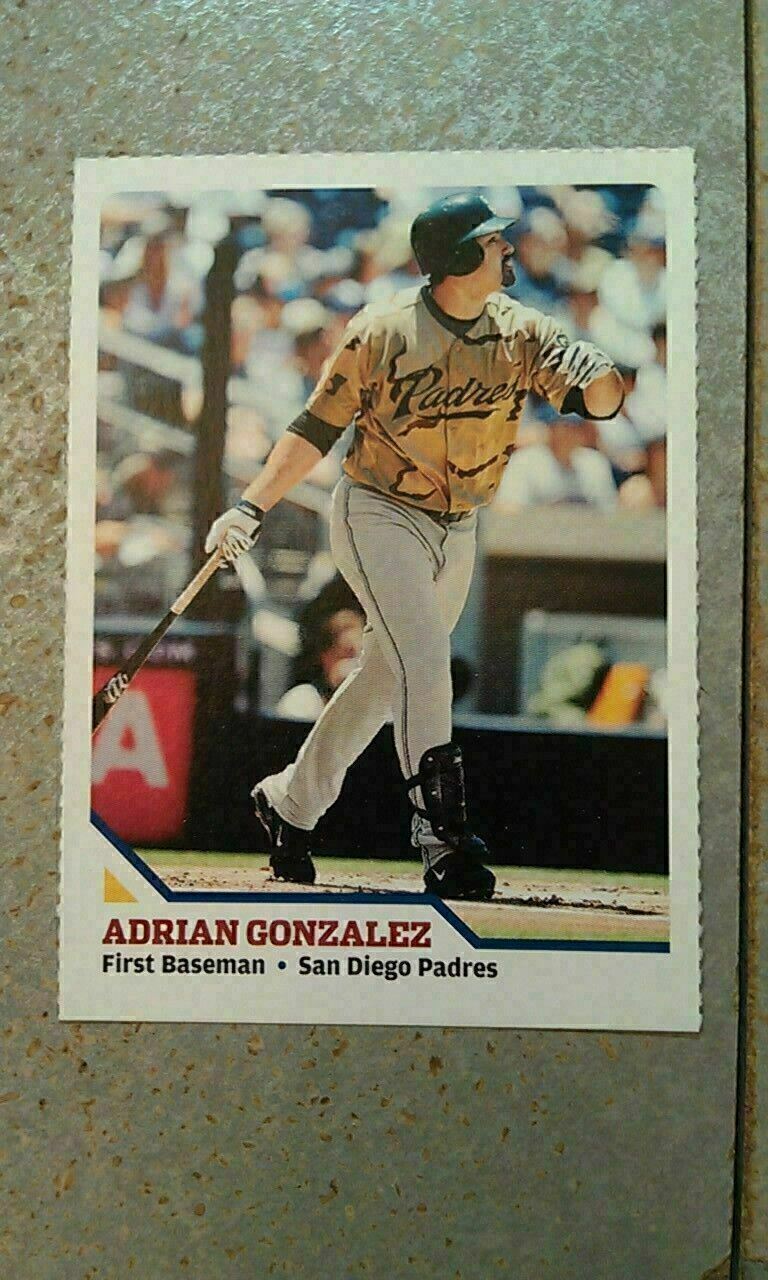 Padres
A
ADRIAN GONZALEZ
First Baseman • San Diego Padres